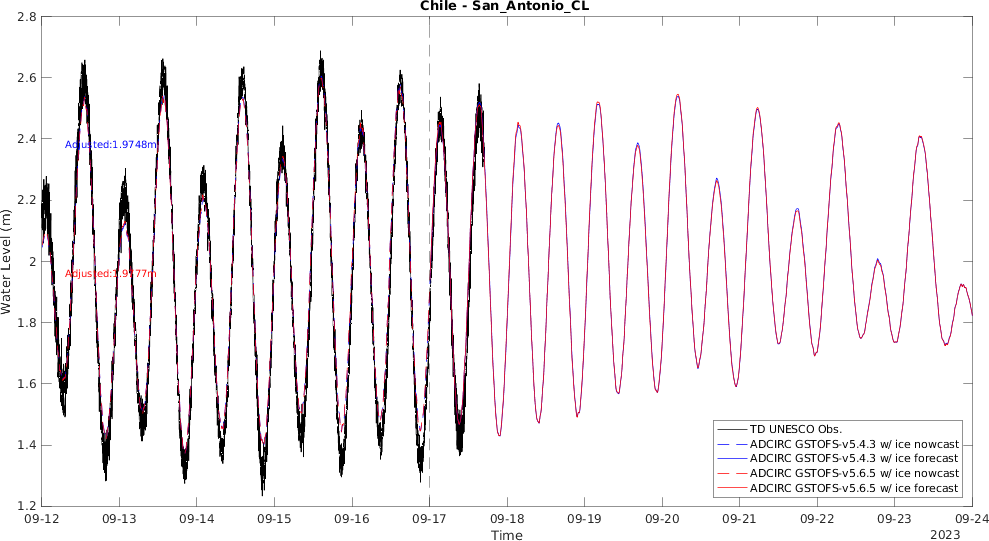 Chile - San_Antonio_CL
2.8
2.6
2.4
2.2
2
1.8
1.6
1.4
1.2
Water Level (m)
Adjusted:1.9748m
Adjusted:1.9777m
TD UNESCO Obs.
ADCIRC GSTOFS-v5.4.3 w/ ice nowcast
ADCIRC GSTOFS-v5.4.3 w/ ice forecast
ADCIRC GSTOFS-v5.6.5 w/ ice nowcast
ADCIRC GSTOFS-v5.6.5 w/ ice forecast
09-12 09-13 09-14 09-15 09-16 09-17 09-18 09-19 09-20 09-21 09-22 09-23 09-24
Time
2023